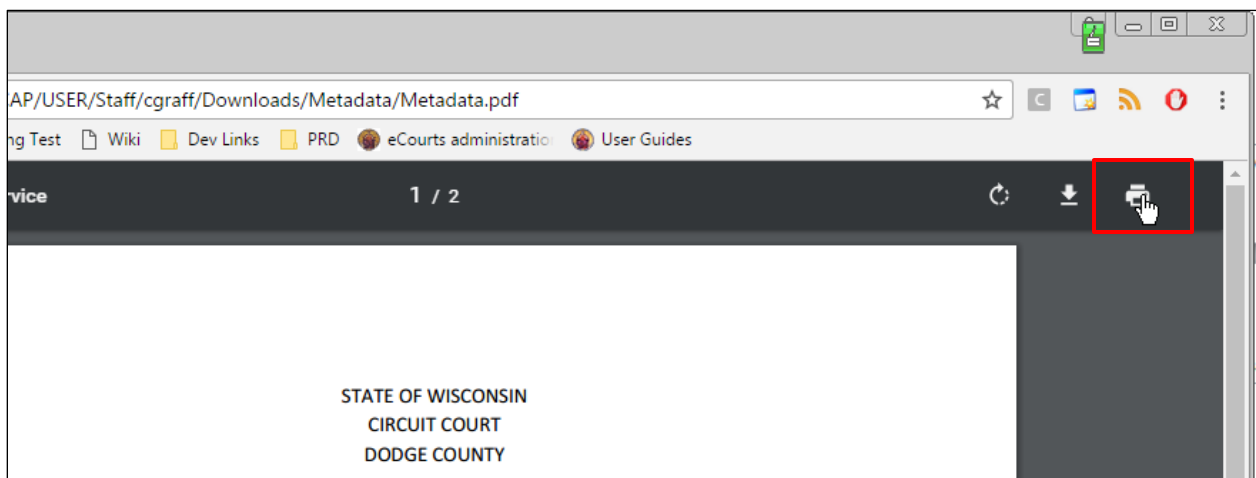 AP/USER/Staff/cgraff/Downloads/Metadata/Metadata.pdf
C
ng Test Wiki Dev Links PRD eCourts administratio User Guides
rvice 1 / 2
STATE OF WISCONSIN
CIRCUIT COURT
DODGE COUNTY